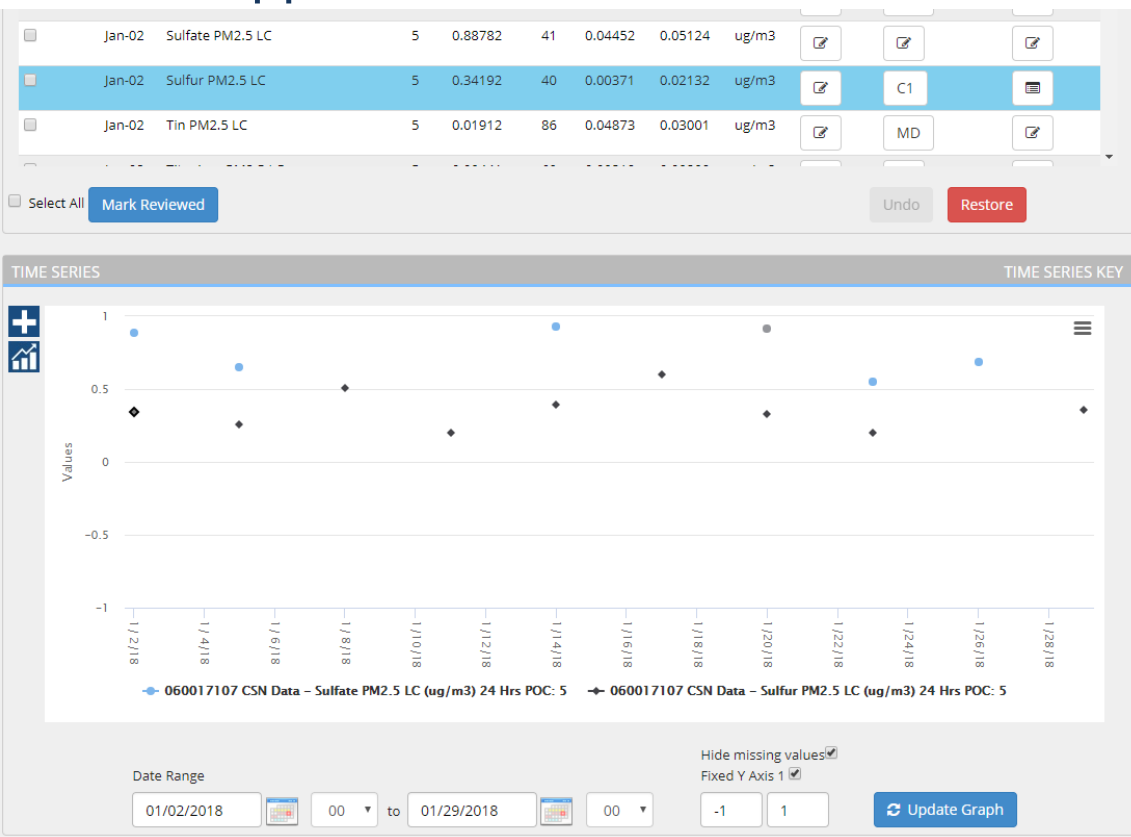 Jan-02 Sulfate PM2.5 LC 5 0.88782 41 0.04452 0.05124 ug/m3
Jan-02 Sulfur PM2.5 LC 5 0.34192 40 0.00371 0.02132 ug/m3 C1
Jan-02 Tin PM2.5 LC 5 0.01912 86 0.04873 0.03001 ug/m3 MD
Select All Mark Reviewed Undo Restore
TIME SERIES TIME SERIES KEY
1
0.5
0
-0.5
-1
Values
1/2/18 1/4/18 1/6/18 1/8/18 1/10/18 1/12/18 1/14/18 1/16/18 1/18/18 1/20/18 1/22/18 1/24/18 1/26/18 1/28/18
060017107 CSN Data - Sulfate PM2.5 LC (ug/m3) 24 Hrs POC: 5 060017107 CSN Data - Sulfur PM2.5 LC (ug/m3) 24 Hrs POC: 5
Hide missing values
Date Range Fixed Y Axis 1
01/02/2018 00 to 01/29/2018 00 -1 1 Update Graph